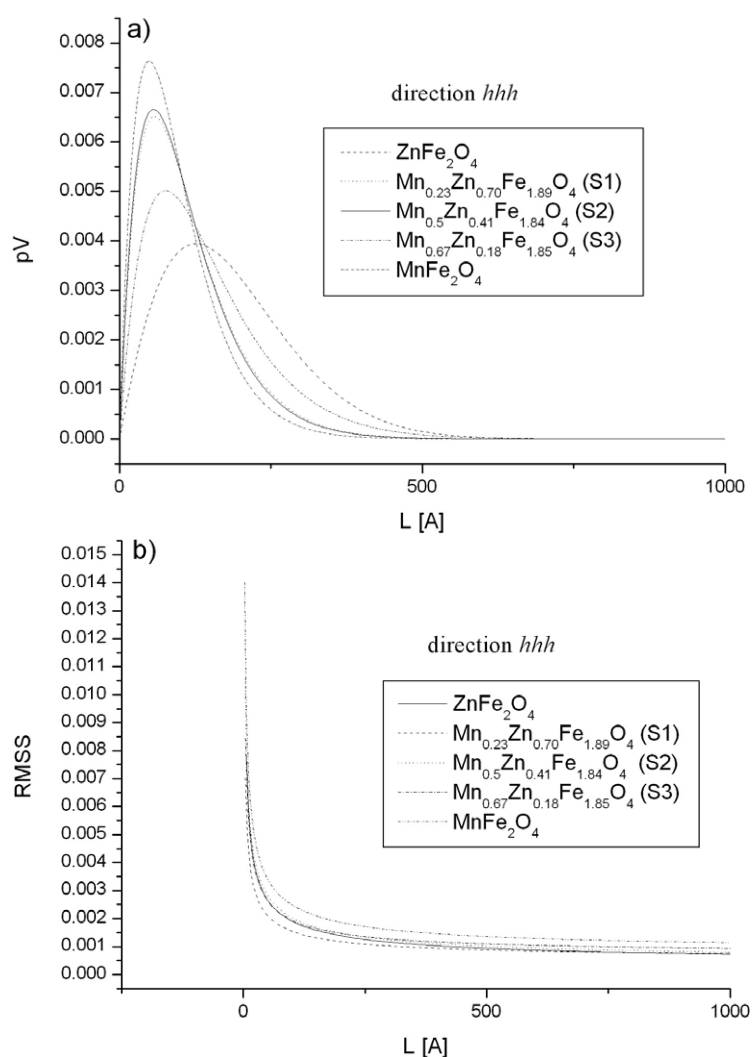 a)
0.008
0.007
0.006
0.005
0.004
0.003
0.002
0.001
0.000
pV
direction hhh
ZnFe2O4
Mn0.23Zn0.70Fe1.89O4 (S1)
Mn0.5Zn0.41Fe1.84O4 (S2)
Mn0.67Zn0.18Fe1.85O4 (S3)
MnFe2O4
0 500 1000
L [A]
b)
0.015
0.014
0.013
0.012
0.011
0.010
0.009
0.008
0.007
0.006
0.005
0.004
0.003
0.002
0.001
0.000
RMSS
direction hhh
ZnFe2O4
Mn0.23Zn0.70Fe1.89O4 (S1)
Mn0.5Zn0.41Fe1.84O4 (S2)
Mn0.67Zn0.18Fe1.85O4 (S3)
MnFe2O4
0 500 1000
L [A]